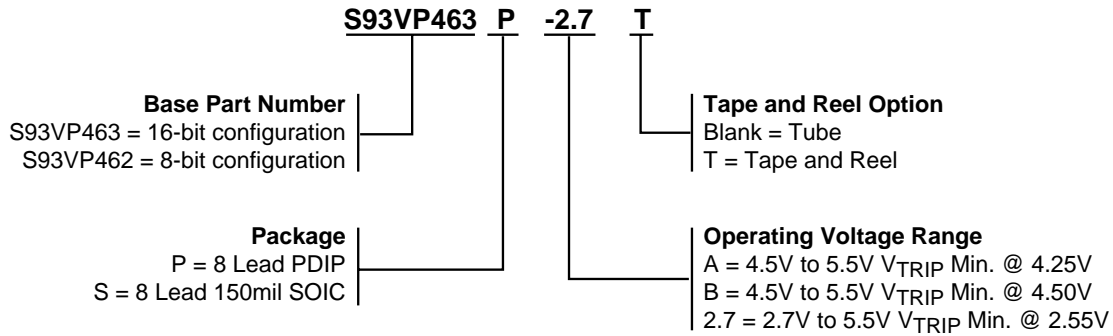 S93VP463 P -2.7 T
Base Part Number
S93VP463 = 16-bit configuration
S93VP462 = 8-bit configuration
Tape and Reel Option
Blank = Tube
T = Tape and Reel
Package
P = 8 Lead PDIP
S = 8 Lead 150mil SOIC
Operating Voltage Range
A = 4.5V to 5.5V VTRIP Min. @ 4.25V
B = 4.5V to 5.5V VTRIP Min. @ 4.50V
2.7 = 2.7V to 5.5V VTRIP Min. @ 2.55V